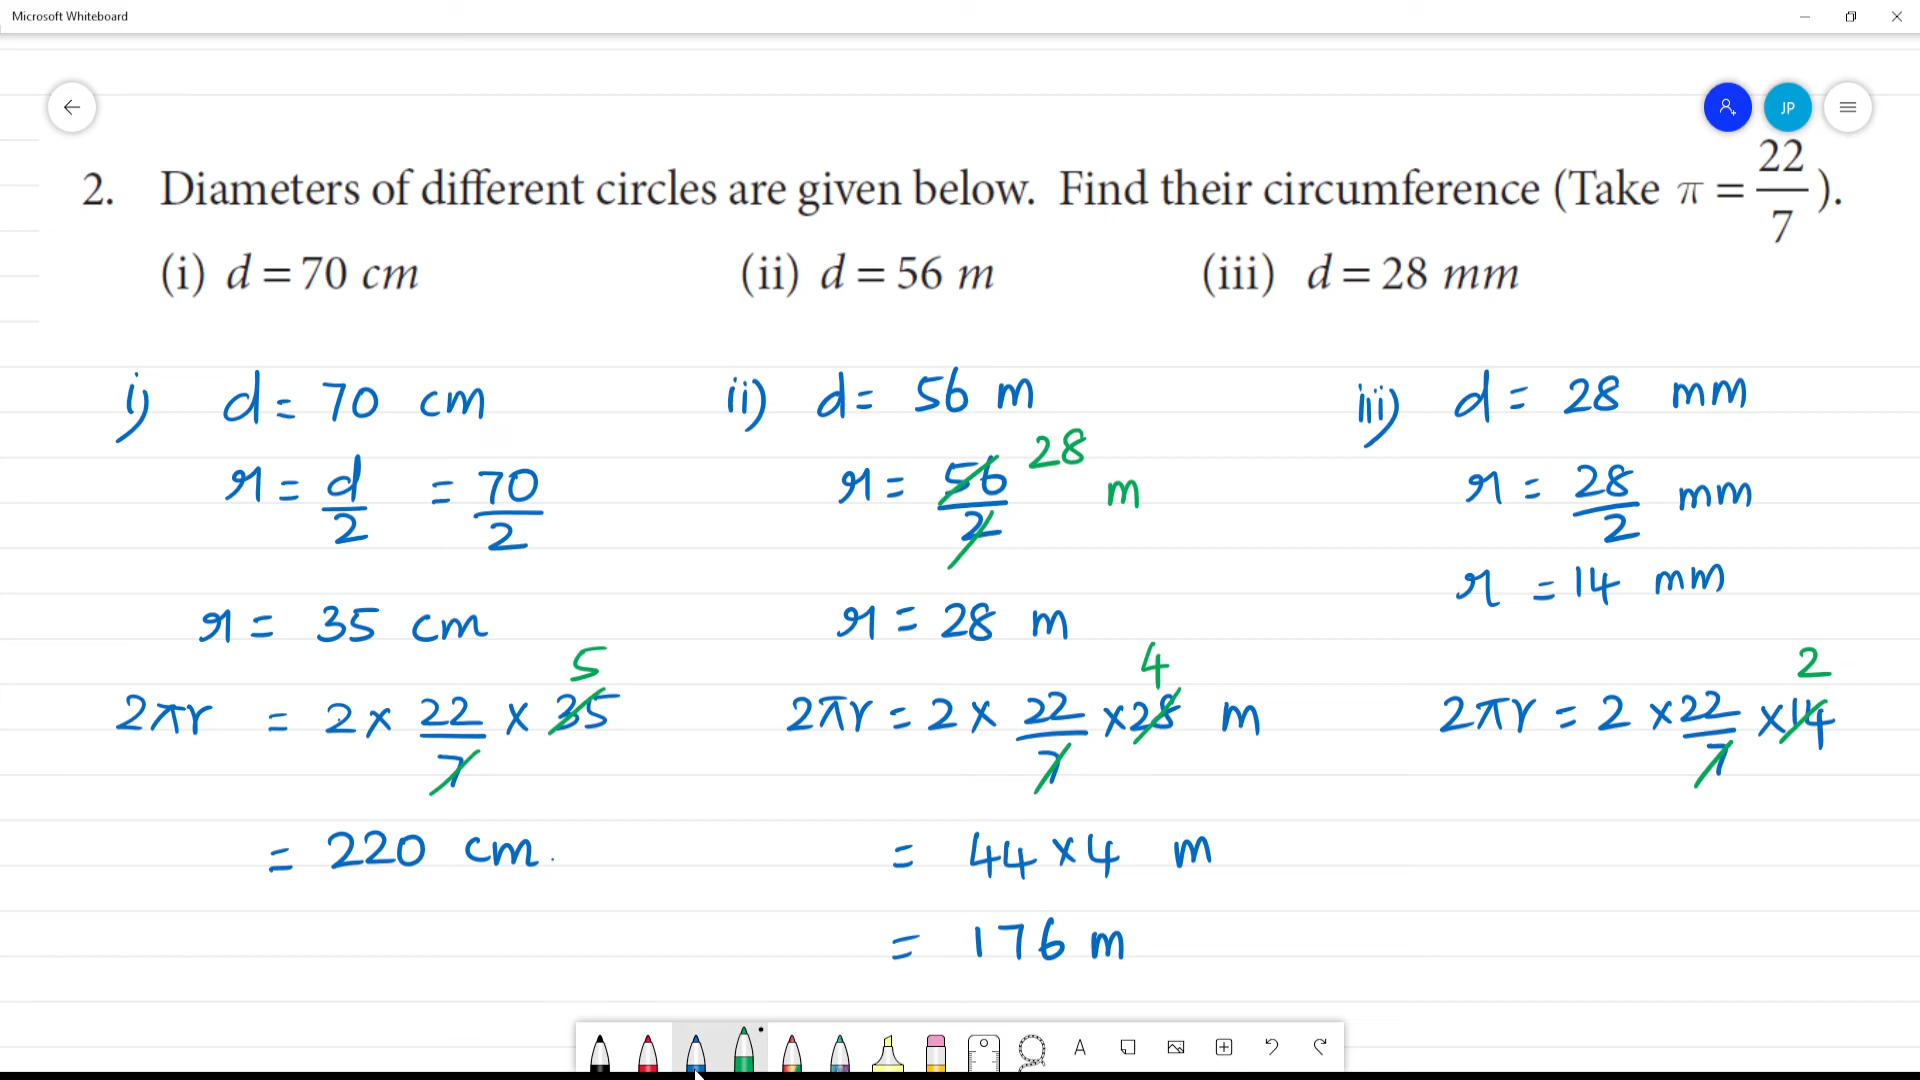 Microsoft Whiteboard
JP
2. Diameters of different circles are given below. Find their circumference (Take π = 22/7).
(i) d = 70 cm (ii) d = 56 m (iii) d = 28 mm
i) d = 70 cm
r = d/2 = 70/2
r = 35 cm
5
2πr = 2 × 22/7 × 35
= 220 cm.
ii) d = 56 m
28
r = 56/2 m
r = 28 m
4
2πr = 2 × 22/7 × 28 m
= 44 × 4 m
= 176 m
iii) d = 28 mm
r = 28/2 mm
r = 14 mm
2
2πr = 2 × 22/7 × 14
A